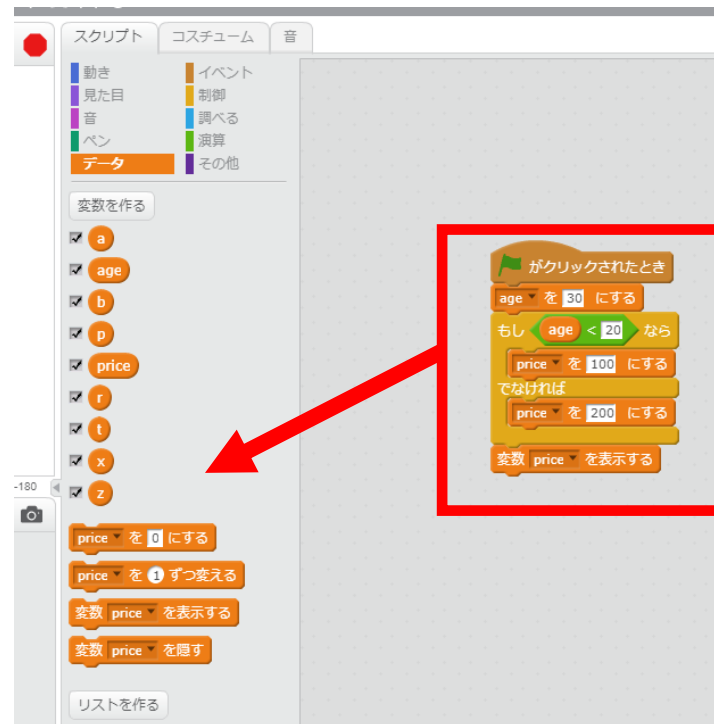 スクリプト コスチューム 音
動き イベント
見た目 制御
音 調べる
ペン 演算
データ その他
変数を作る
a
age
b
p
price
r
t
x
z
-180
price を 0 にする
price を 1 ずつ変える
変数 price を表示する
変数 price を隠す
リストを作る
がクリックされたとき
age を 30 にする
もし age < 20 なら
price を 100 にする
でなければ
price を 200 にする
変数 price を表示する